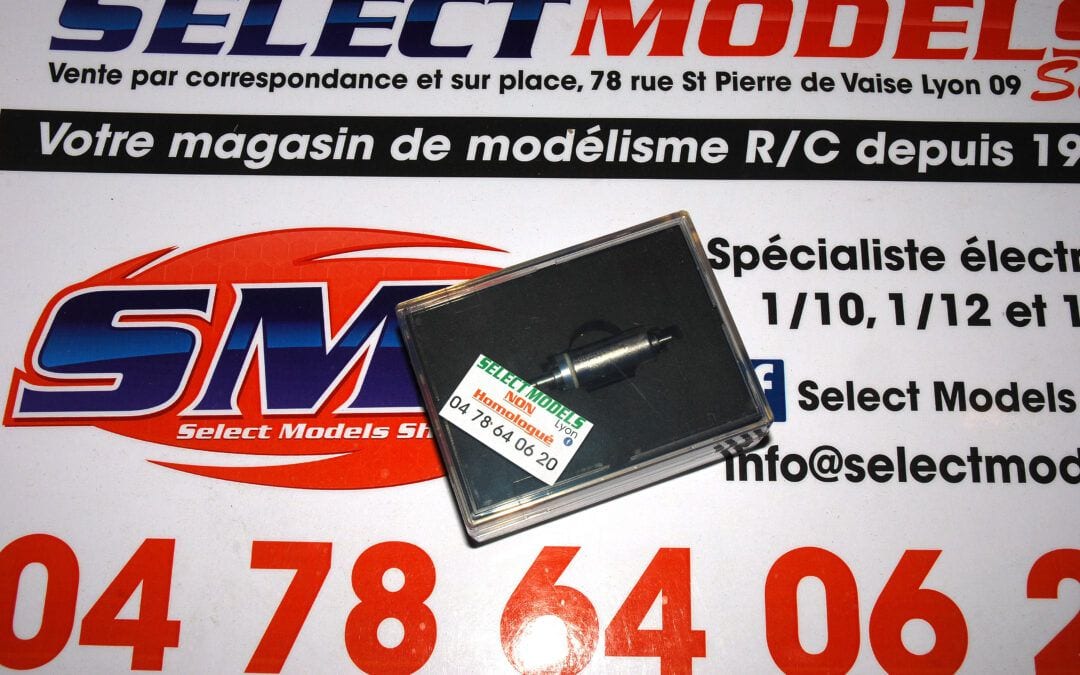 SELECT MODELS
Vente par correspondance et sur place, 78 rue St Pierre de Vaise Lyon 09
Votre magasin de modélisme R/C depuis 19
SM
Select Models Sh
Spécialiste électr
1/10, 1/12 et 1
f Select Models
info@selectmod
SELECT MODELS
NON
Lyon
Homologué
04 78 64 06 20
04 78 64 06 2